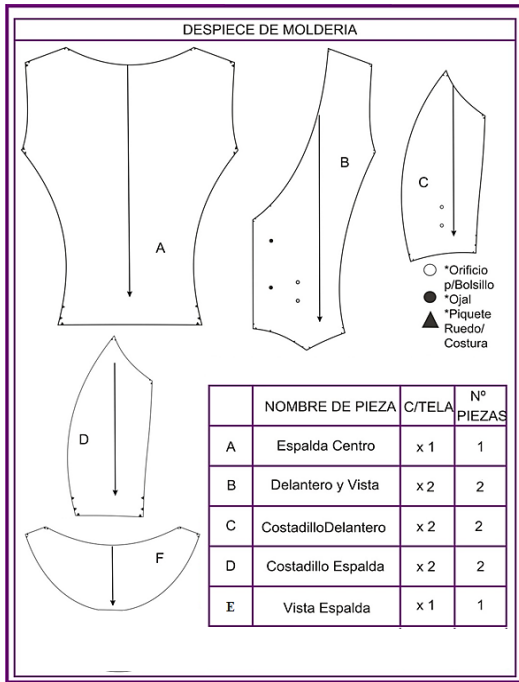 DESPIECE DE MOLDERIA
A
B
C
*Orificio
p/Bolsillo
*Ojal
*Piquete
Ruedo/
Costura
D
F
NOMBRE DE PIEZA C/TELA Nº PIEZAS
A Espalda Centro x 1 1
B Delantero y Vista x 2 2
C CostadilloDelantero x 2 2
D Costadillo Espalda x 2 2
E Vista Espalda x 1 1